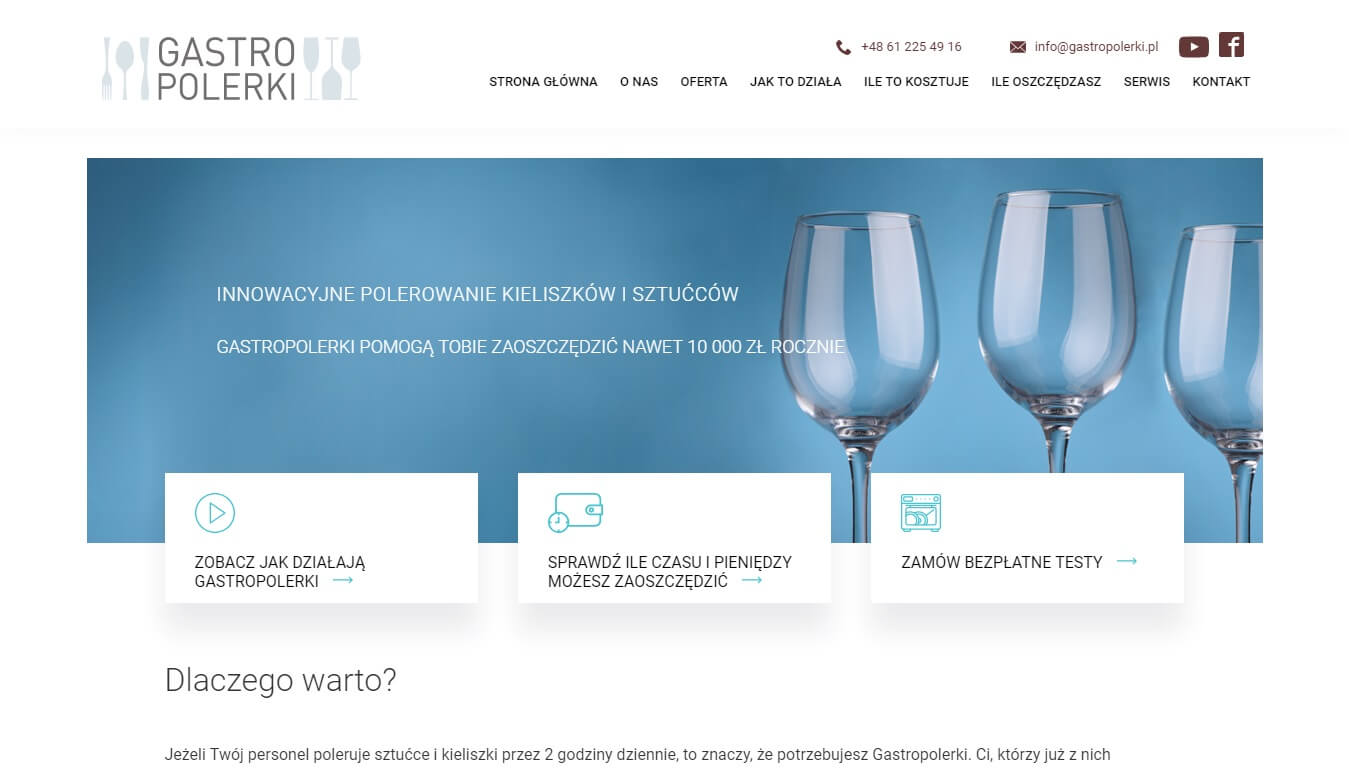 GASTRO
POLERKI
+48 61 225 49 16
info@gastropolerki.pl
STRONA GŁÓWNA
O NAS
OFERTA
JAK TO DZIAŁA
ILE TO KOSZTUJE
ILE OSZCZĘDZASZ
SERWIS
KONTAKT
INNOWACYJNE POLEROWANIE KIELISZKÓW I SZTUĆCÓW
GASTROPOLERKI POMOGĄ TOBIE ZAOSZCZĘDZIĆ NAWET 10 000 ZŁ ROCZNIE
ZOBACZ JAK DZIAŁAJĄ
GASTROPOLERKI
SPRAWDŹ ILE CZASU I PIENIĘDZY
MOŻESZ ZAOSZCZĘDZIĆ
ZAMÓW BEZPŁATNE TESTY
Dlaczego warto?
Jeżeli Twój personel poleruje sztućce i kieliszki przez 2 godziny dziennie, to znaczy, że potrzebujesz Gastropolerki. Ci, którzy już z nich